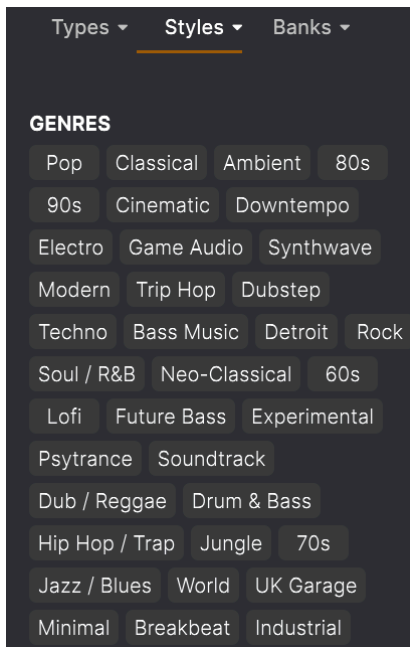 Types Styles Banks
GENRES
Pop Classical Ambient 80s
90s Cinematic Downtempo
Electro Game Audio Synthwave
Modern Trip Hop Dubstep
Techno Bass Music Detroit Rock
Soul / R&B Neo-Classical 60s
Lofi Future Bass Experimental
Psytrance Soundtrack
Dub / Reggae Drum & Bass
Hip Hop / Trap Jungle 70s
Jazz / Blues World UK Garage
Minimal Breakbeat Industrial